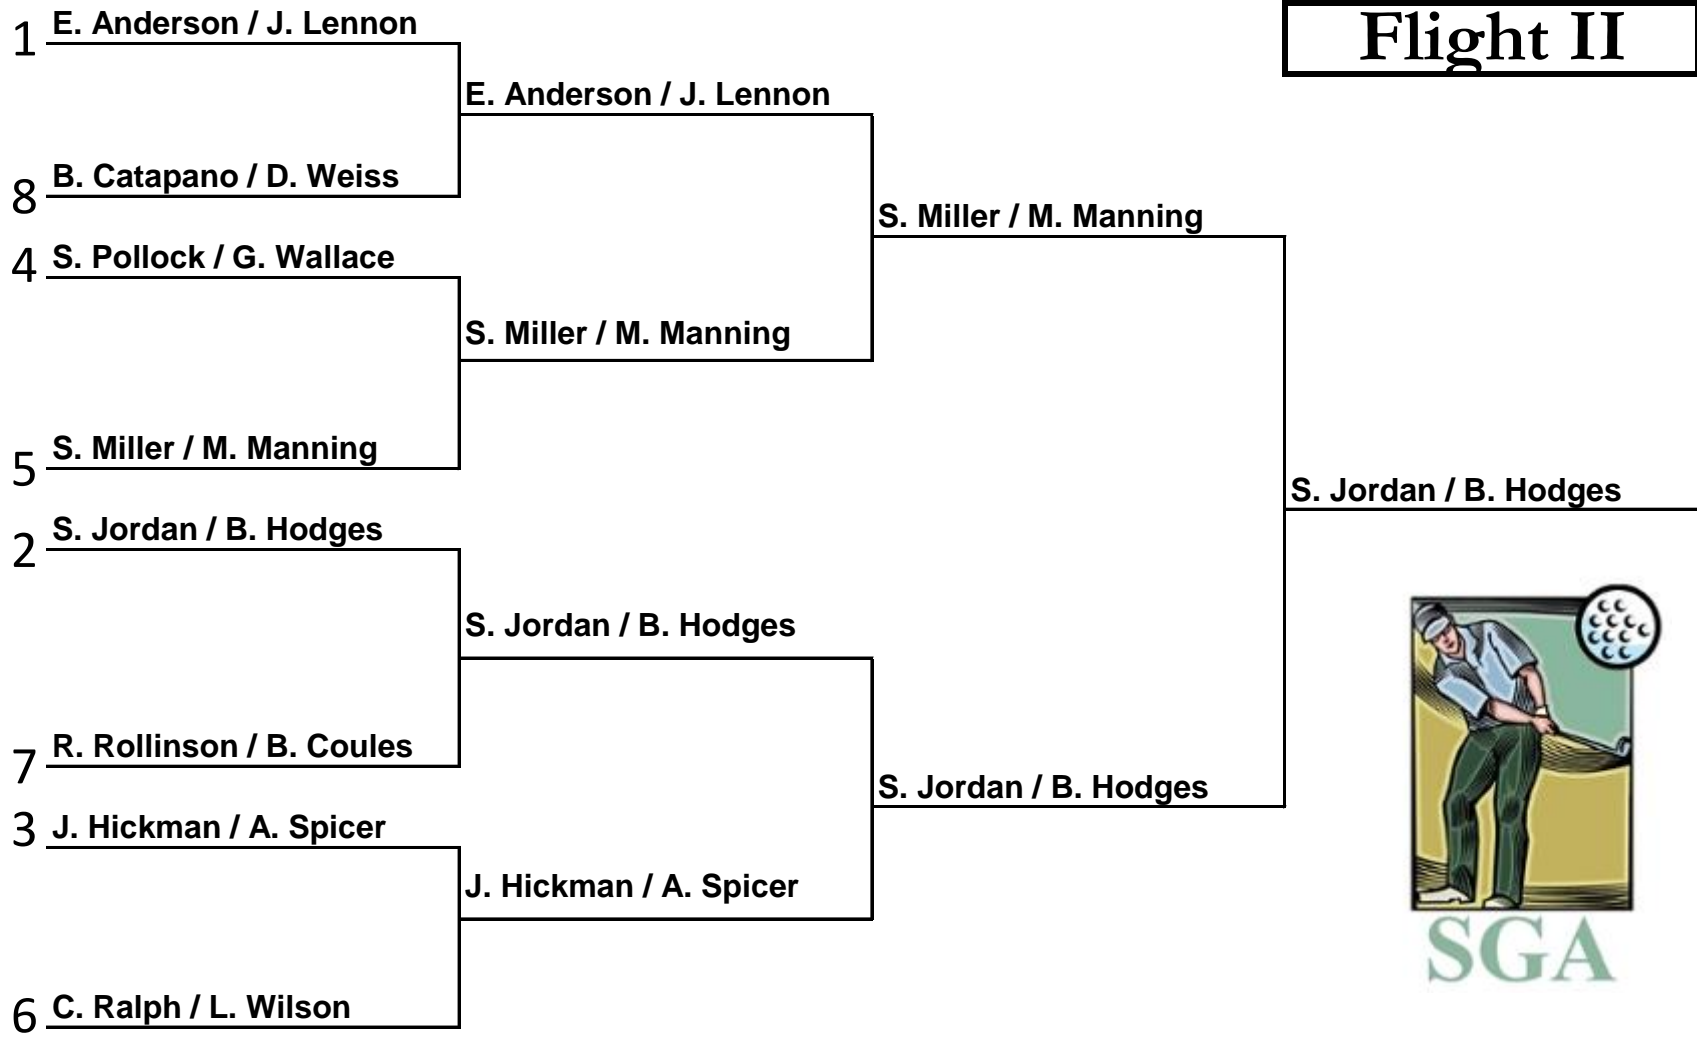 Flight II
1 E. Anderson / J. Lennon
E. Anderson / J. Lennon
8 B. Catapano / D. Weiss
S. Miller / M. Manning
4 S. Pollock / G. Wallace
S. Miller / M. Manning
5 S. Miller / M. Manning
S. Jordan / B. Hodges
2 S. Jordan / B. Hodges
S. Jordan / B. Hodges
7 R. Rollinson / B. Coules
S. Jordan / B. Hodges
3 J. Hickman / A. Spicer
J. Hickman / A. Spicer
6 C. Ralph / L. Wilson
SGA